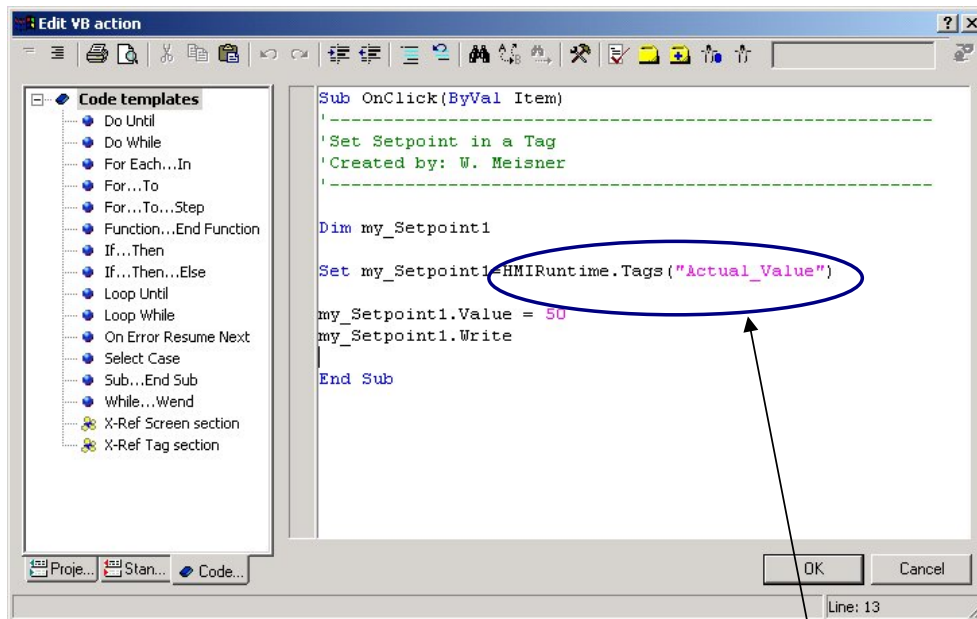 Edit VB action
Code templates
Do Until
Do While
For Each...In
For...To
For...To...Step
Function...End Function
If...Then
If...Then...Else
Loop Until
Loop While
On Error Resume Next
Select Case
Sub...End Sub
While...Wend
X-Ref Screen section
X-Ref Tag section
Proje...
Stan...
Code...
Sub OnClick(ByVal Item)
'------------------------------------------------------------
'Set Setpoint in a Tag
'Created by: W. Meisner
'------------------------------------------------------------
Dim my_Setpoint1
Set my_Setpoint1=HMIRuntime.Tags("Actual_Value")
my_Setpoint1.Value = 50
my_Setpoint1.Write
End Sub
OK
Cancel
Line: 13